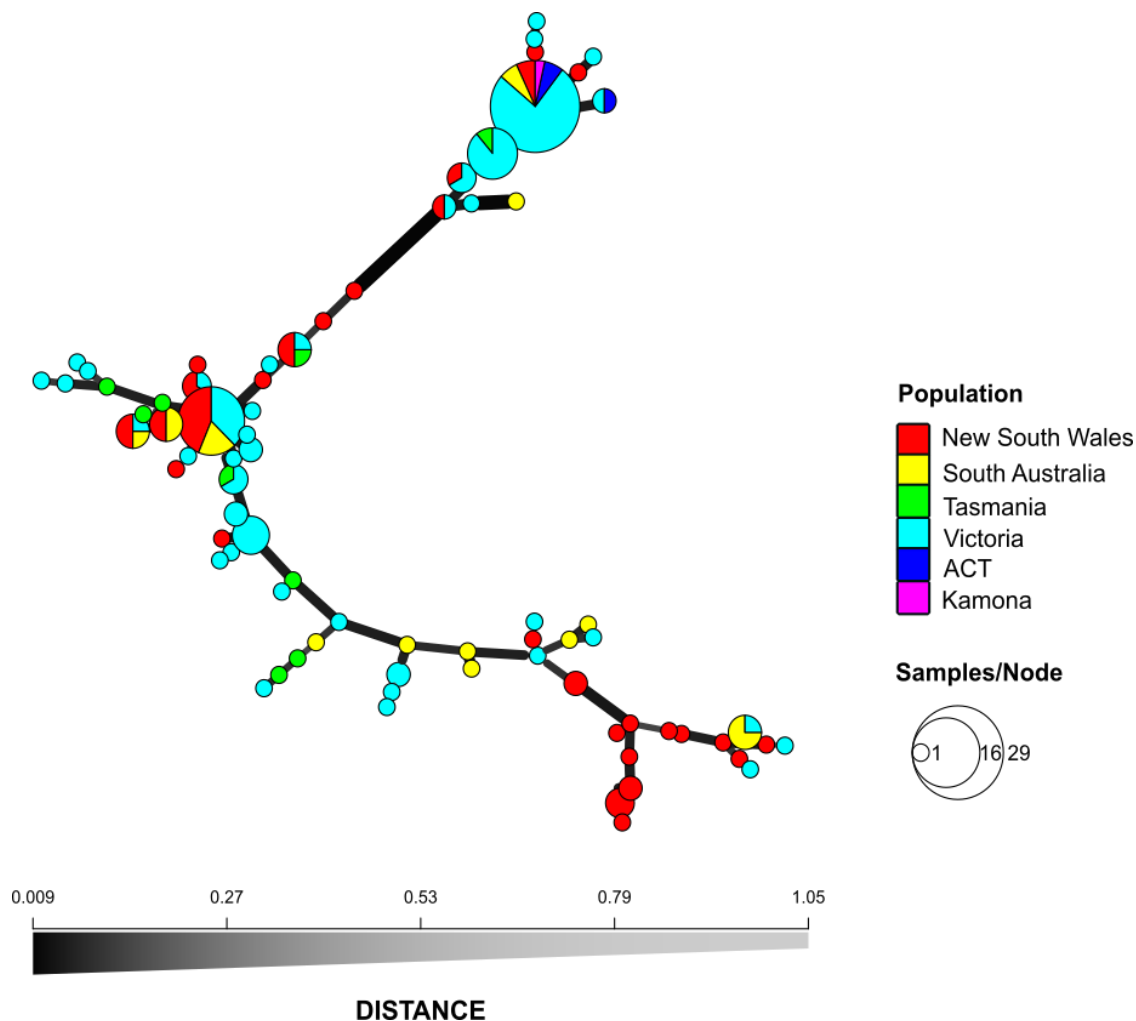 Population
New South Wales
South Australia
Tasmania
Victoria
ACT
Kamona
Samples/Node
1 16 29
0.009 0.27 0.53 0.79 1.05
DISTANCE